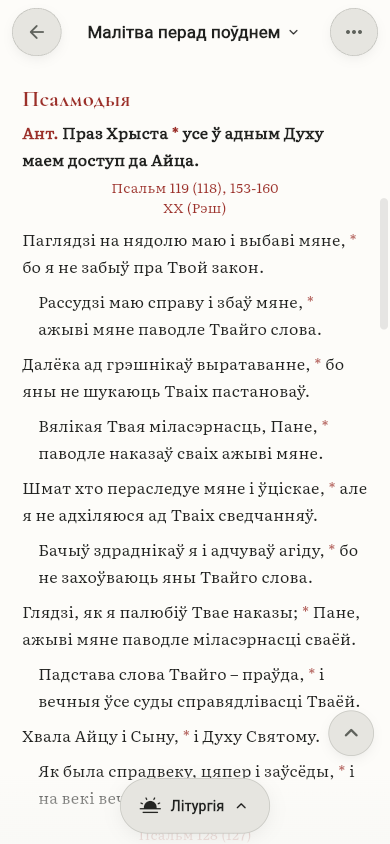 Малітва перад поўднем
Псалмодыя
Ант. Праз Хрыста * усе ў адным Духу
маем доступ да Айца.
Псальм 119 (118), 153-160
XX (Рэш)
Паглядзі на нядолю маю і выбаві мяне, *
бо я не забыў пра Твой закон.
Рассудзі маю справу і збаў мяне, *
ажыві мяне паводле Твайго слова.
Далёка ад грэшнікаў выратаванне, * бо
яны не шукаюць Тваіх пастановаў.
Вялікая Твая міласэрнасць, Пане, *
паводле наказаў сваіх ажыві мяне.
Шмат хто пераследуе мяне і ўціскае, * але
я не адхіляюся ад Тваіх сведчанняў.
Бачыў здраднікаў я і адчуваў агіду, * бо
не захоўваюць яны Твайго слова.
Глядзі, як я палюбіў Твае наказы; * Пане,
ажыві мяне паводле міласэрнасці сваёй.
Падстава слова Твайго – праўда, * і
вечныя ўсе суды справядлівасці Тваёй.
Хвала Айцу і Сыну, * і Духу Святому.
Як была спрадвеку, цяпер і заўсёды, * і
на векі
Літургія
Псальм 128 (127)